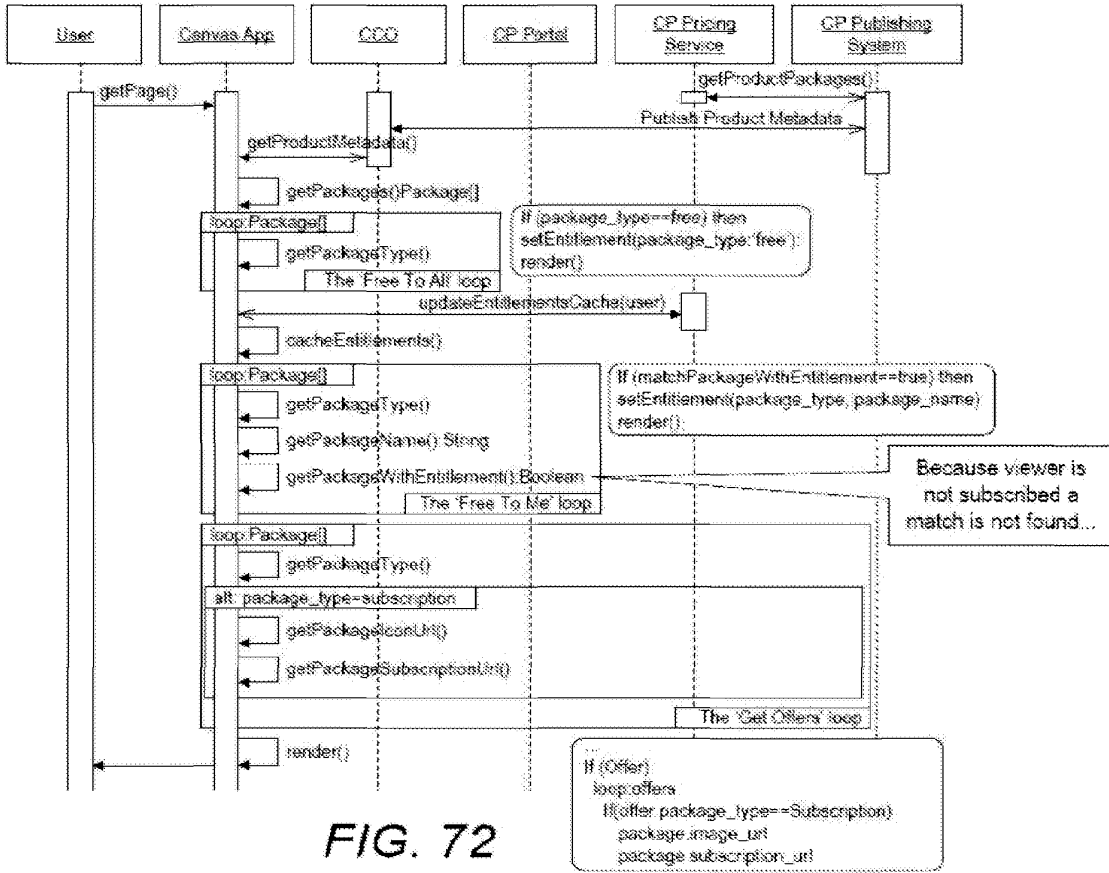 User
Canvas App
CCO
CP Portal
CP Pricing
Service
CP Publishing
System
getPage()
getProductPackages()
Publish Product Metadata
getProductMetadata()
getPackages()Package[]
loop:Package[]
getPackageType()
The 'Free To All' loop
If (package_type==free) then
setEntitlement(package_type:'free');
render()
updateEntitlementsCache(user)
cacheEntitlements()
loop:Package[]
getPackageType()
getPackageName():String
getPackageWithEntitlement():Boolean
The 'Free To Me' loop
If (matchPackageWithEntitlement==true) then
setEntitlement(package_type, package_name)
render();
Because viewer is
not subscribed a
match is not found...
loop:Package[]
getPackageType()
alt: package_type=subscription
getPackageIconUrl()
getPackageSubscriptionUrl()
The 'Get Offers' loop
render()
...
If (Offer)
loop:offers
If(offer.package_type==Subscription)
package.image_url
package.subscription_url
FIG. 72